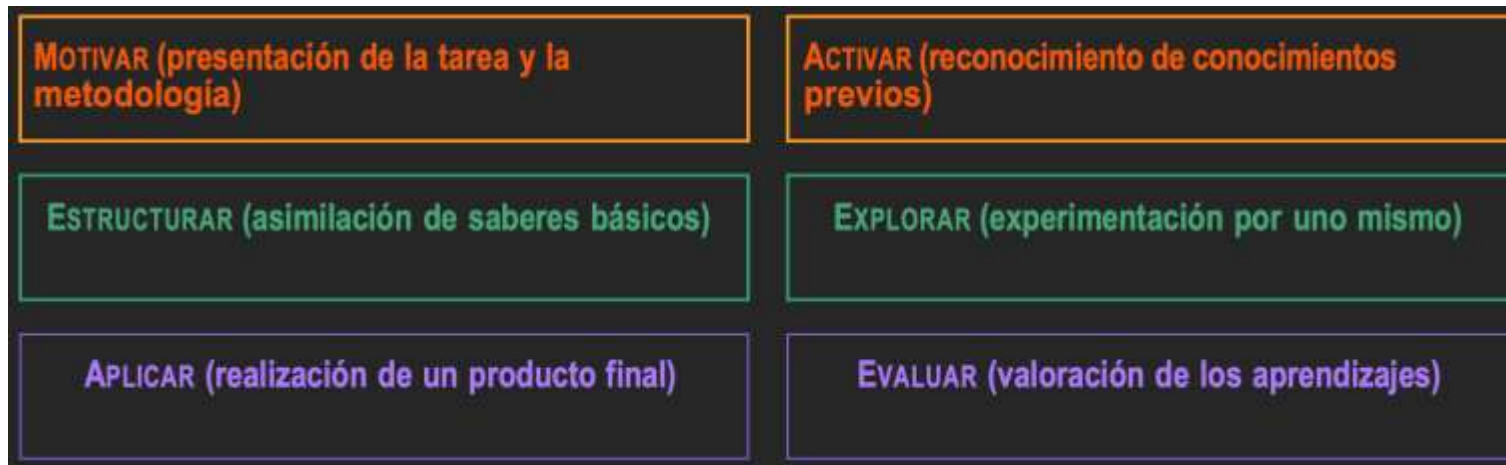 MOTIVAR (presentación de la tarea y la
metodología)
ACTIVAR (reconocimiento de conocimientos
previos)
ESTRUCTURAR (asimilación de saberes básicos)
EXPLORAR (experimentación por uno mismo)
APLICAR (realización de un producto final)
EVALUAR (valoración de los aprendizajes)